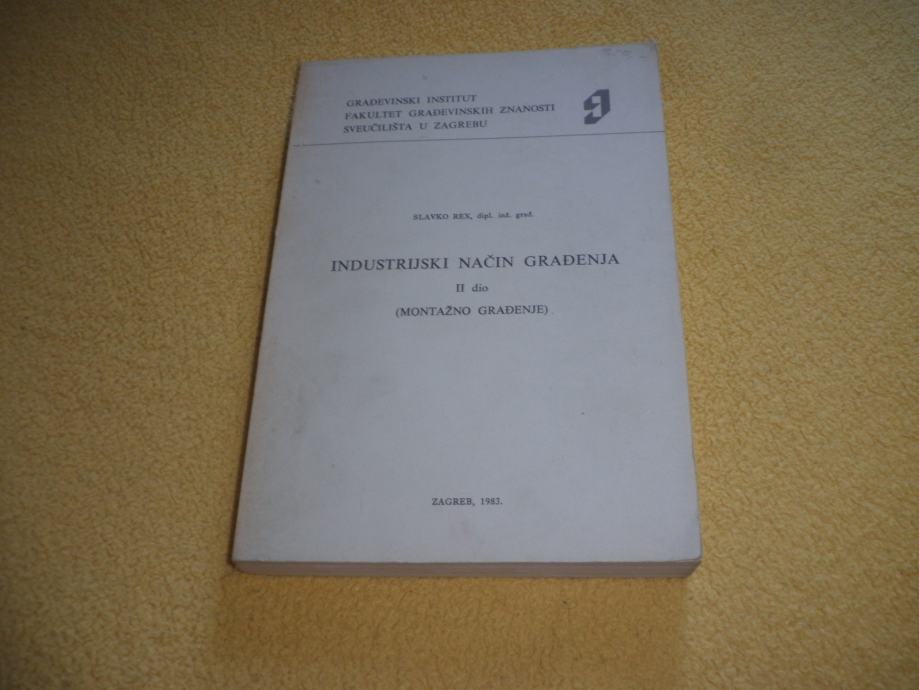 GRAĐEVINSKI INSTITUT
FAKULTET GRAĐEVINSKIH ZNANOSTI
SVEUČILIŠTA U ZAGREBU
SLAVKO REX, dipl. inž. građ.
INDUSTRIJSKI NAČIN GRAĐENJA
II dio
(MONTAŽNO GRAĐENJE)
ZAGREB, 1983.